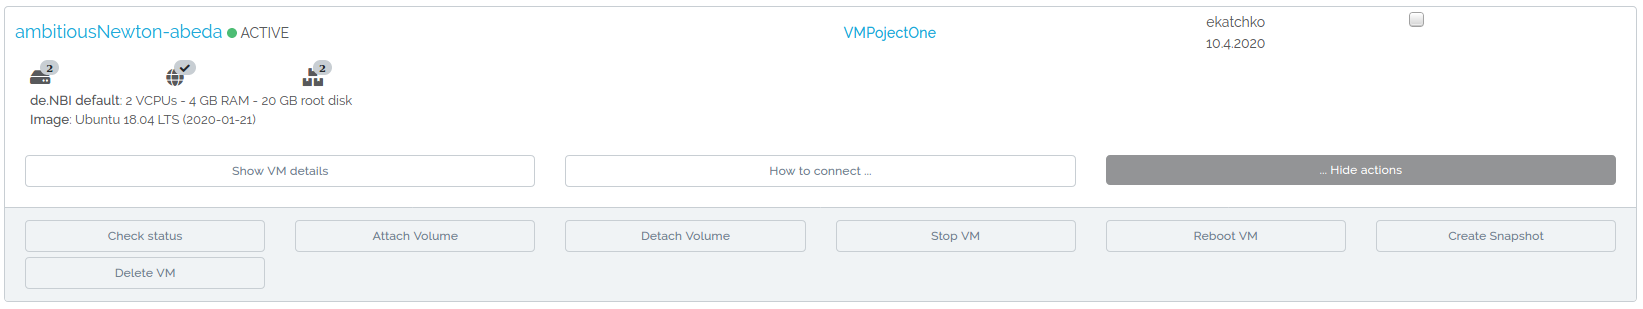 ambitiousNewton-abeda ACTIVE VMPojectOne ekatchko
10.4.2020
2 2
de.NBI default: 2 VCPUs - 4 GB RAM - 20 GB root disk
Image: Ubuntu 18.04 LTS (2020-01-21)
Show VM details How to connect ... ... Hide actions
Check status Attach Volume Detach Volume Stop VM Reboot VM Create Snapshot
Delete VM